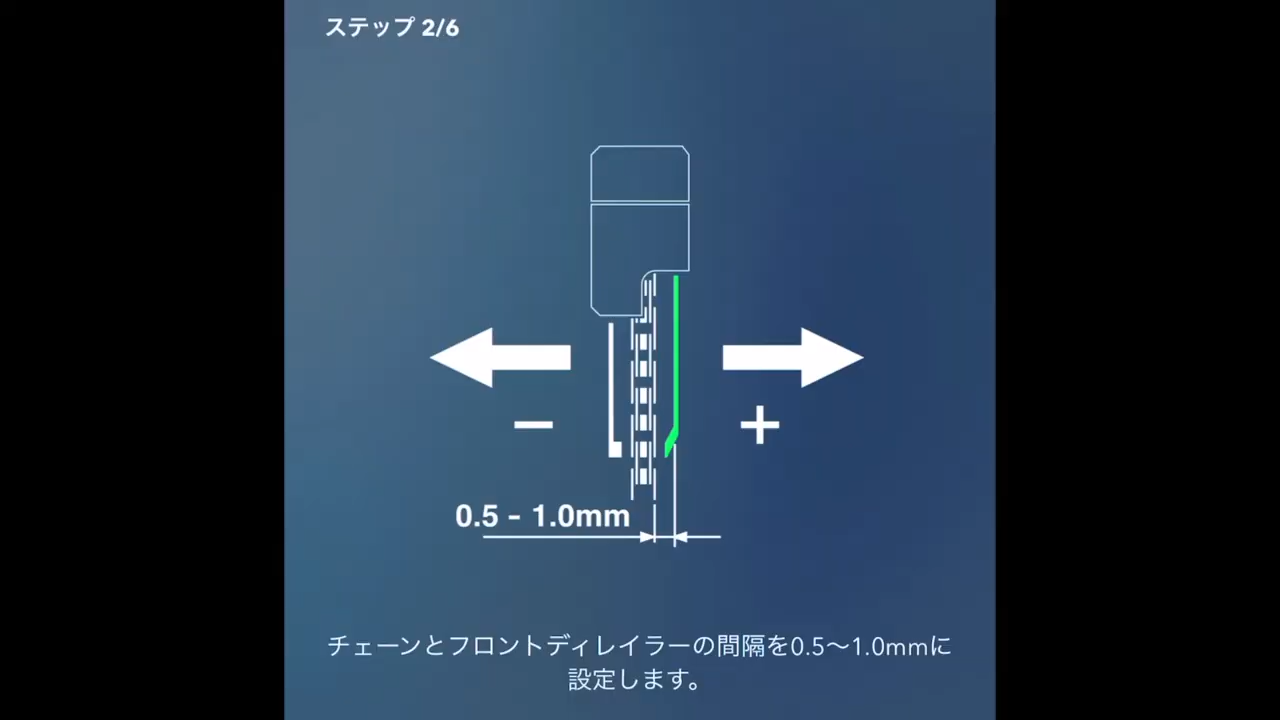 ステップ 2/6
− +
0.5 - 1.0mm
チェーンとフロントディレイラーの間隔を0.5〜1.0mmに
設定します。